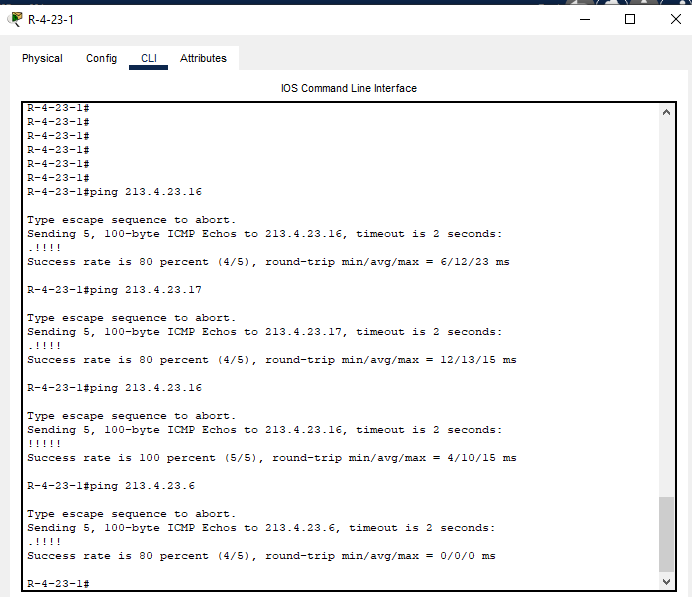 R-4-23-1
Physical Config CLI Attributes
IOS Command Line Interface
R-4-23-1#
R-4-23-1#
R-4-23-1#
R-4-23-1#
R-4-23-1#
R-4-23-1#
R-4-23-1#ping 213.4.23.16
Type escape sequence to abort.
Sending 5, 100-byte ICMP Echos to 213.4.23.16, timeout is 2 seconds:
.!!!!
Success rate is 80 percent (4/5), round-trip min/avg/max = 6/12/23 ms
R-4-23-1#ping 213.4.23.17
Type escape sequence to abort.
Sending 5, 100-byte ICMP Echos to 213.4.23.17, timeout is 2 seconds:
.!!!!
Success rate is 80 percent (4/5), round-trip min/avg/max = 12/13/15 ms
R-4-23-1#ping 213.4.23.16
Type escape sequence to abort.
Sending 5, 100-byte ICMP Echos to 213.4.23.16, timeout is 2 seconds:
!!!!!
Success rate is 100 percent (5/5), round-trip min/avg/max = 4/10/15 ms
R-4-23-1#ping 213.4.23.6
Type escape sequence to abort.
Sending 5, 100-byte ICMP Echos to 213.4.23.6, timeout is 2 seconds:
.!!!!
Success rate is 80 percent (4/5), round-trip min/avg/max = 0/0/0 ms
R-4-23-1#